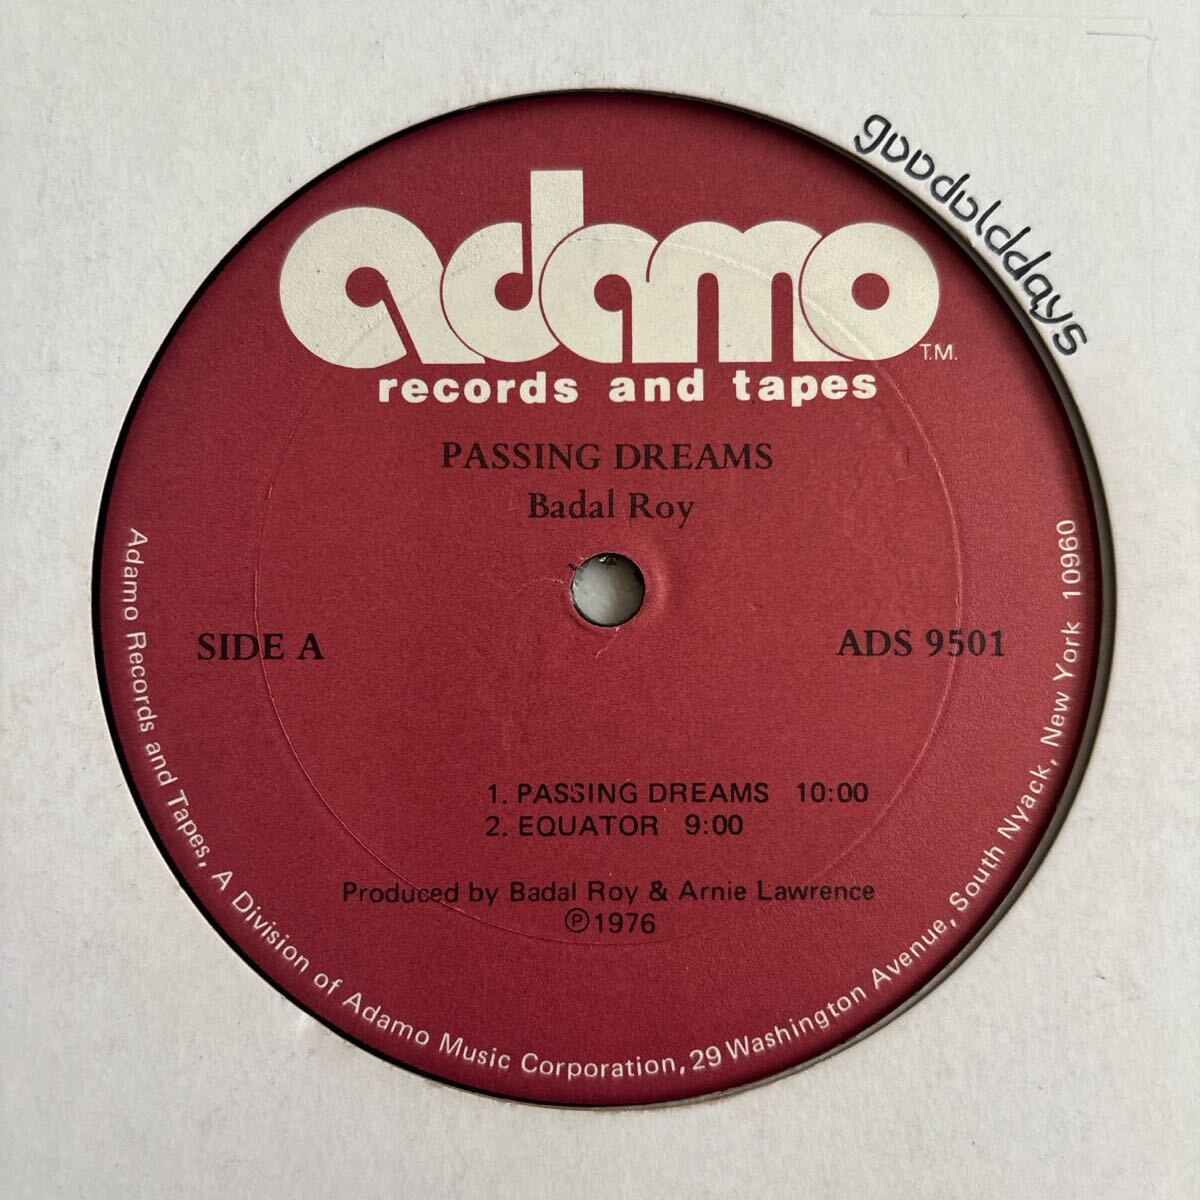 adamo
T.M.
records and tapes
PASSING DREAMS
Badal Roy
SIDE A
ADS 9501
1. PASSING DREAMS 10:00
2. EQUATOR 9:00
Produced by Badal Roy & Arnie Lawrence
℗1976
Adamo Records and Tapes, A Division of Adamo Music Corporation, 29 Washington Avenue, South Nyack, New York 10960
goodolddays